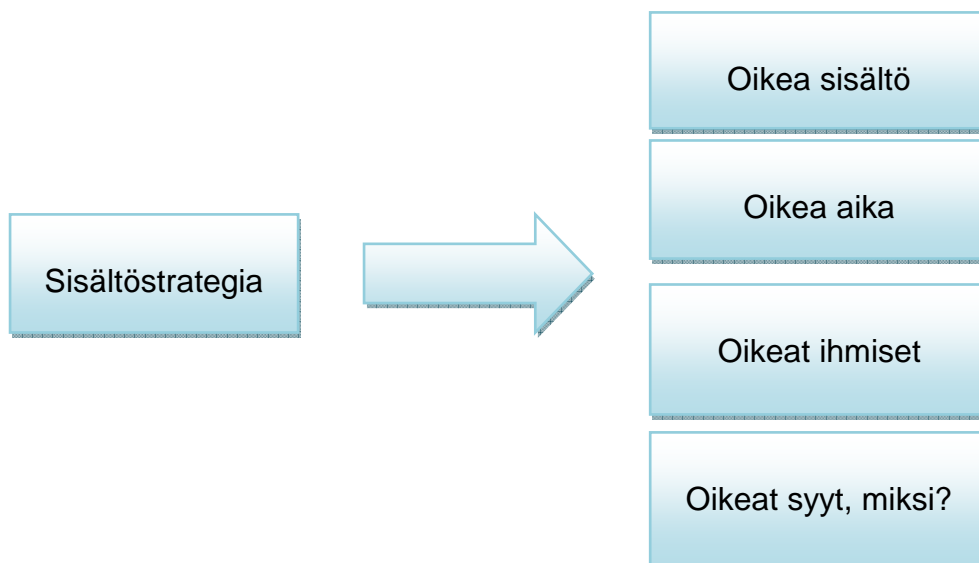 Sisältöstrategia
Oikea sisältö
Oikea aika
Oikeat ihmiset
Oikeat syyt, miksi?